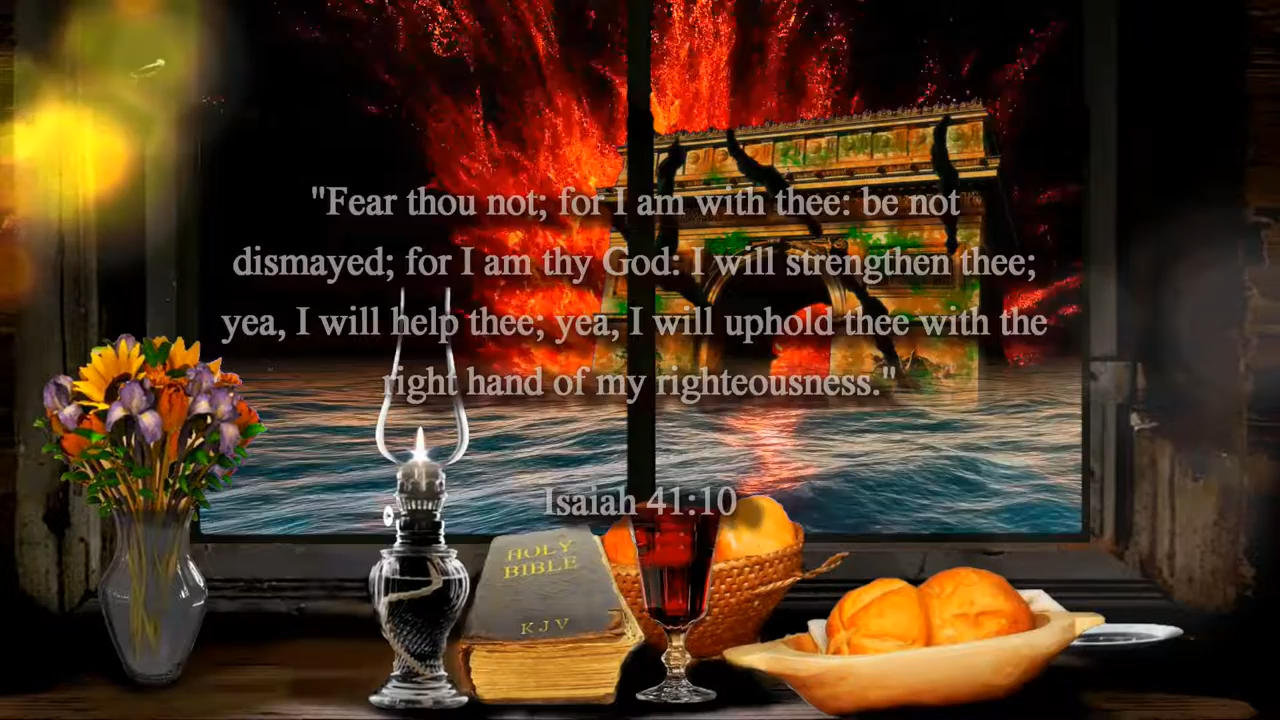 "Fear thou not; for I am with thee: be not
dismayed; for I am thy God: I will strengthen thee;
yea, I will help thee; yea, I will uphold thee with the
right hand of my righteousness."
Isaiah 41:10
HOLY
BIBLE
KJV